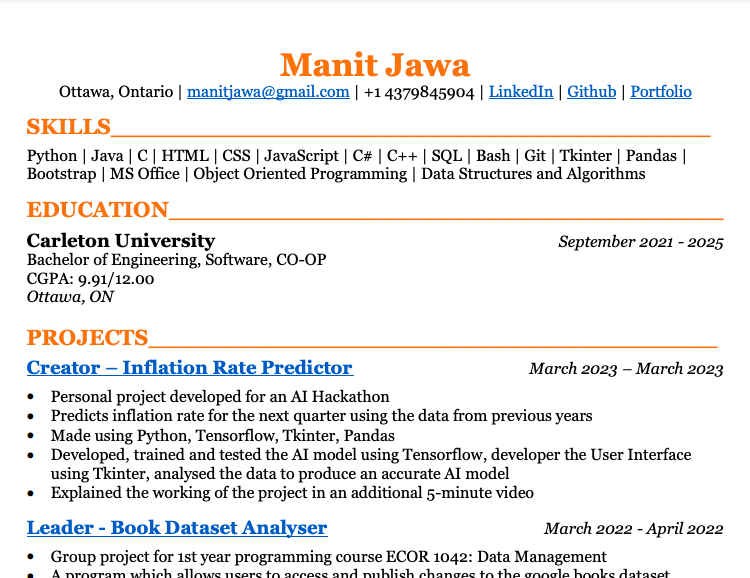 Manit Jawa
Ottawa, Ontario | manitjawa@gmail.com | +1 4379845904 | LinkedIn | Github | Portfolio
SKILLS
Python | Java | C | HTML | CSS | JavaScript | C# | C++ | SQL | Bash | Git | Tkinter | Pandas |
Bootstrap | MS Office | Object Oriented Programming | Data Structures and Algorithms
EDUCATION
Carleton University September 2021 - 2025
Bachelor of Engineering, Software, CO-OP
CGPA: 9.91/12.00
Ottawa, ON
PROJECTS
Creator – Inflation Rate Predictor March 2023 – March 2023
• Personal project developed for an AI Hackathon
• Predicts inflation rate for the next quarter using the data from previous years
• Made using Python, Tensorflow, Tkinter, Pandas
• Developed, trained and tested the AI model using Tensorflow, developer the User Interface
using Tkinter, analysed the data to produce an accurate AI model
• Explained the working of the project in an additional 5-minute video
Leader - Book Dataset Analyser March 2022 - April 2022
• Group project for 1st year programming course ECOR 1042: Data Management
• A program which allows users to access and publish changes to the google books dataset